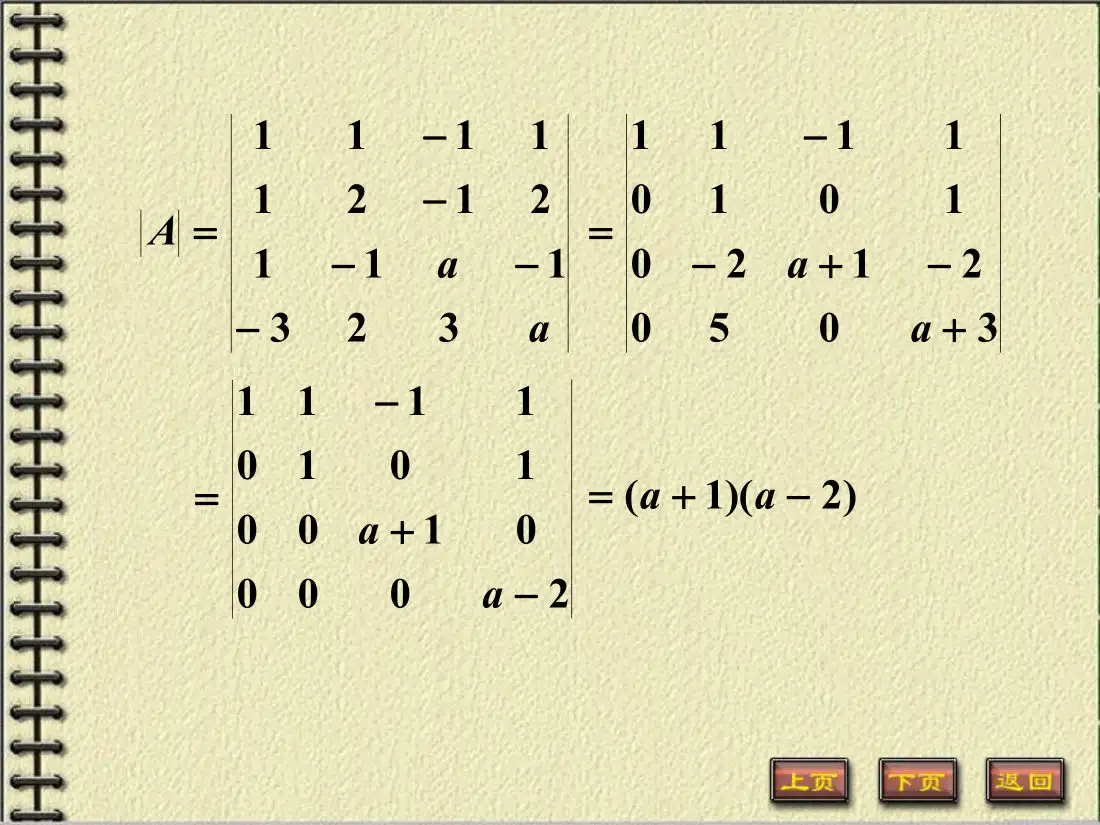 |A| = | 1 1 −1 1 | = | 1 1 −1 1 |
| 1 2 −1 2 | | 0 1 0 1 |
| 1 −1 a −1 | | 0 −2 a+1 −2 |
| −3 2 3 a | | 0 5 0 a+3 |
= | 1 1 −1 1 | = (a+1)(a−2)
| 0 1 0 1 |
| 0 0 a+1 0 |
| 0 0 0 a−2 |
上页 下页 返回